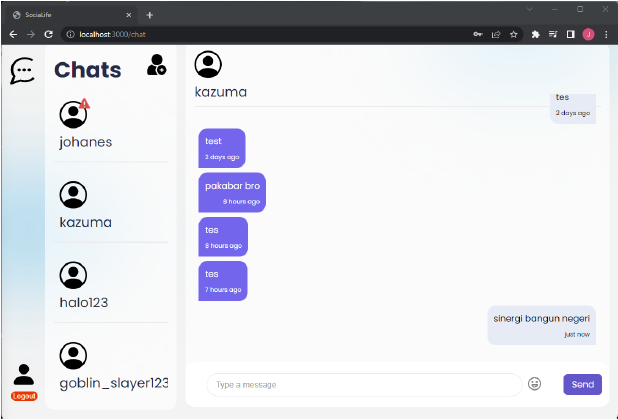 SociaLife
localhost:3000/chat
J
Chats
kazuma
johanes
kazuma
halo123
goblin_slayer123
Logout
tes
2 days ago
test
2 days ago
pakabar bro
8 hours ago
tes
8 hours ago
tes
7 hours ago
sinergi bangun negeri
just now
Type a message
Send